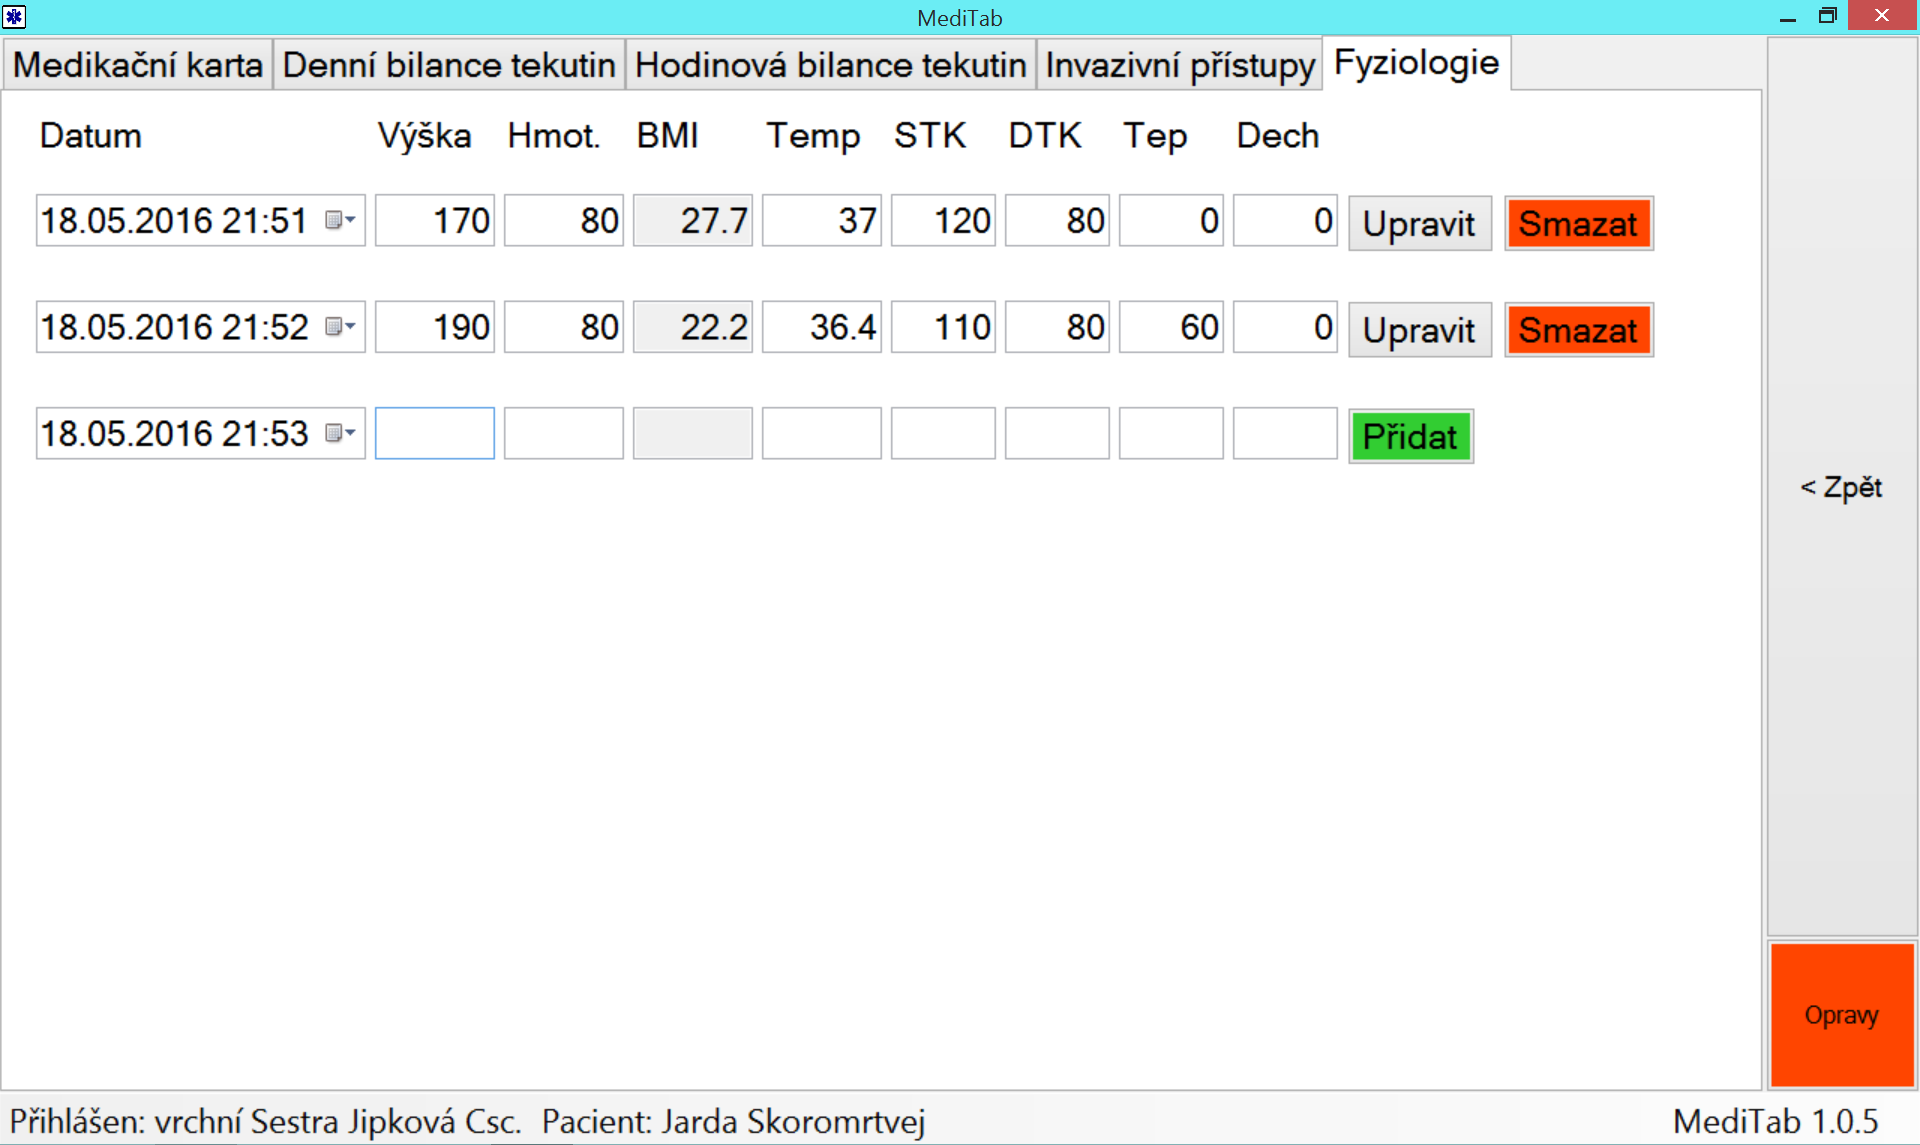 MediTab
Medikační karta Denní bilance tekutin Hodinová bilance tekutin Invazivní přístupy Fyziologie
Datum Výška Hmot. BMI Temp STK DTK Tep Dech
18.05.2016 21:51 170 80 27.7 37 120 80 0 0 Upravit Smazat
18.05.2016 21:52 190 80 22.2 36.4 110 80 60 0 Upravit Smazat
18.05.2016 21:53 Přidat
< Zpět
Opravy
Přihlášen: vrchní Sestra Jipková Csc. Pacient: Jarda Skoromrtvej MediTab 1.0.5